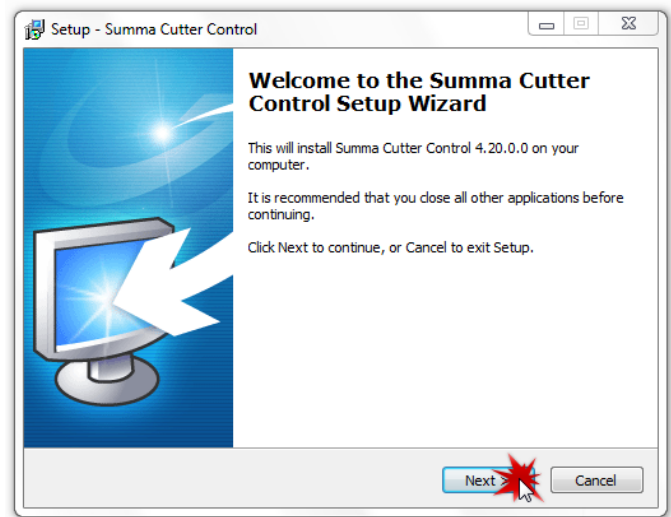 Setup - Summa Cutter Control
Welcome to the Summa Cutter
Control Setup Wizard
This will install Summa Cutter Control 4.20.0.0 on your
computer.
It is recommended that you close all other applications before
continuing.
Click Next to continue, or Cancel to exit Setup.
Next >
Cancel